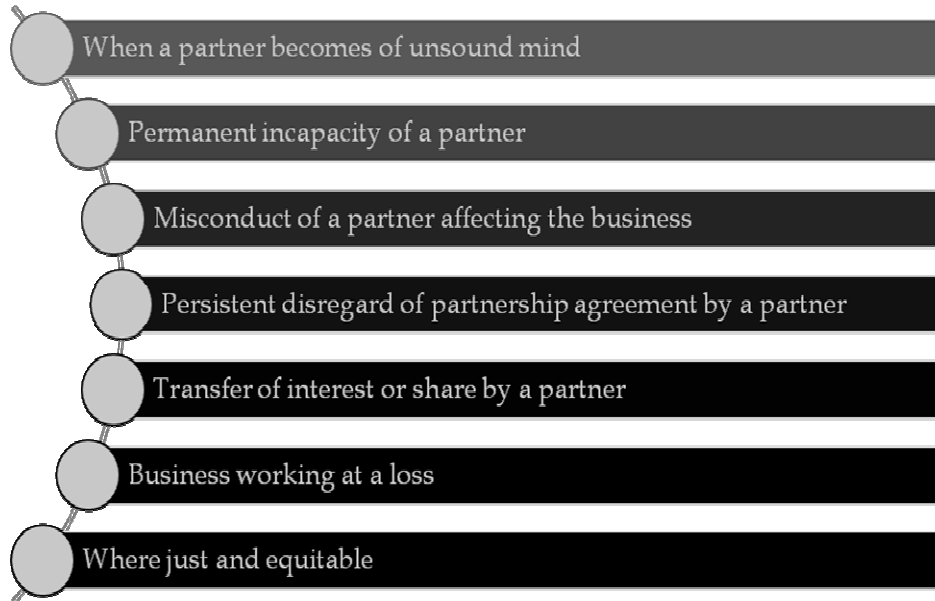 When a partner becomes of unsound mind
Permanent incapacity of a partner
Misconduct of a partner affecting the business
Persistent disregard of partnership agreement by a partner
Transfer of interest or share by a partner
Business working at a loss
Where just and equitable